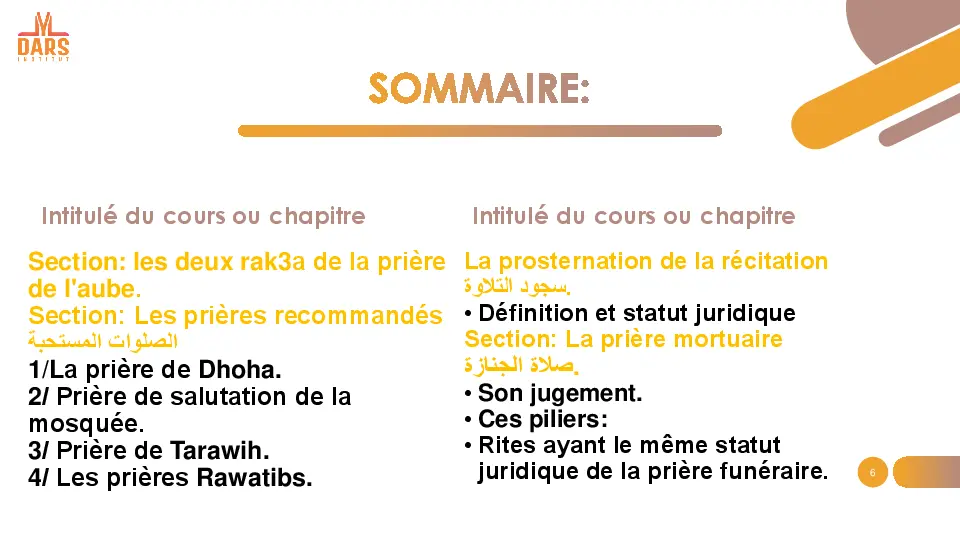 DARS
INSTITUT
SOMMAIRE:
Intitulé du cours ou chapitre
Section: les deux rak3a de la prière
de l'aube.
Section: Les prières recommandés
الصلوات المستحبة
1/La prière de Dhoha.
2/ Prière de salutation de la
mosquée.
3/ Prière de Tarawih.
4/ Les prières Rawatibs.
Intitulé du cours ou chapitre
La prosternation de la récitation
سجود التلاوة.
• Définition et statut juridique
Section: La prière mortuaire
صلاة الجنازة.
• Son jugement.
• Ces piliers:
• Rites ayant le même statut
juridique de la prière funéraire.
6